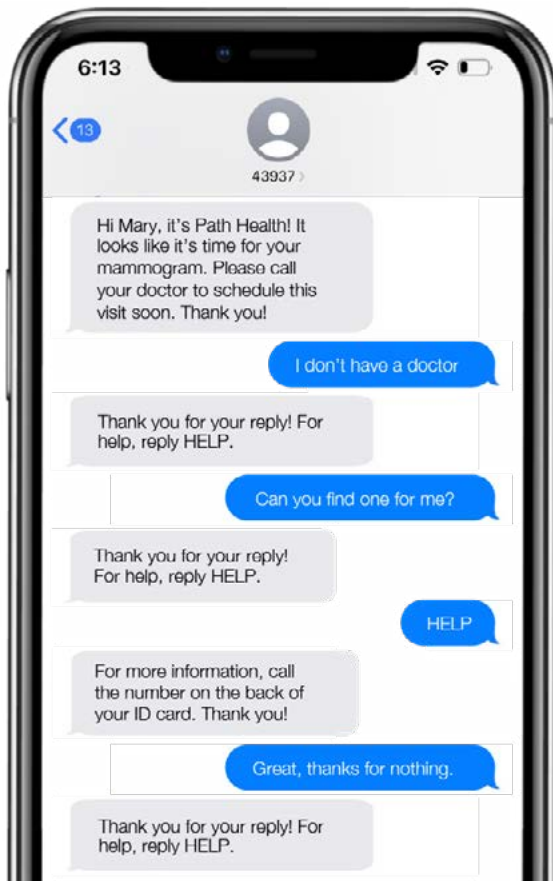 6:13
13
43937
Hi Mary, it's Path Health! It
looks like it's time for your
mammogram. Please call
your doctor to schedule this
visit soon. Thank you!
I don't have a doctor
Thank you for your reply! For
help, reply HELP.
Can you find one for me?
Thank you for your reply!
For help, reply HELP.
HELP
For more information, call
the number on the back of
your ID card. Thank you!
Great, thanks for nothing.
Thank you for your reply! For
help, reply HELP.